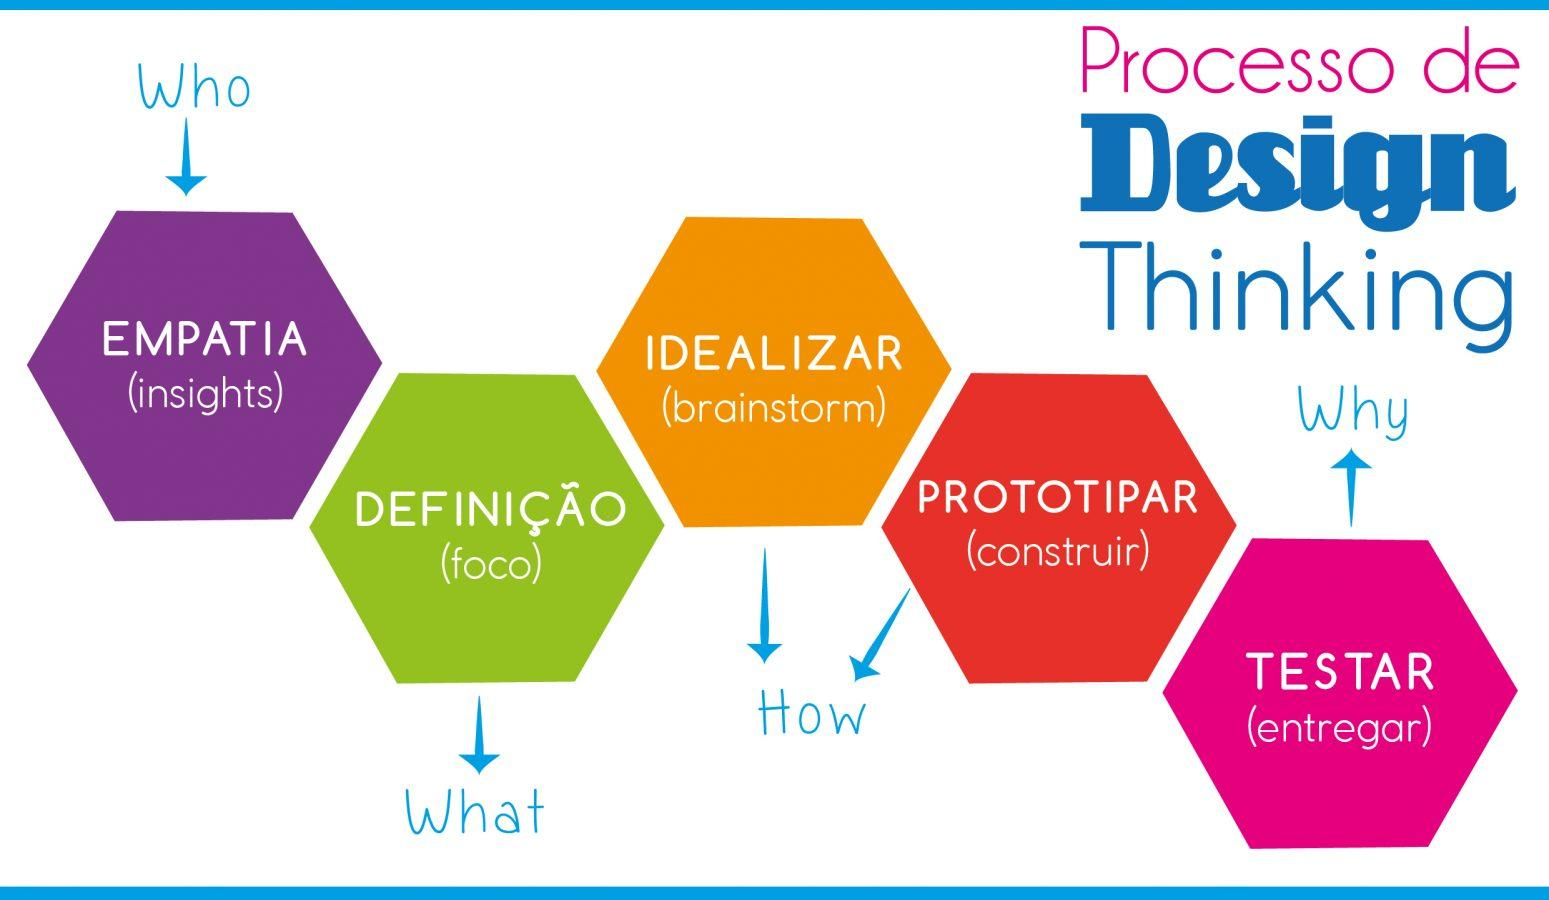 Processo de
Design
Thinking
Who
EMPATIA
(insights)
DEFINIÇÃO
(foco)
What
IDEALIZAR
(brainstorm)
How
PROTOTIPAR
(construir)
Why
TESTAR
(entregar)